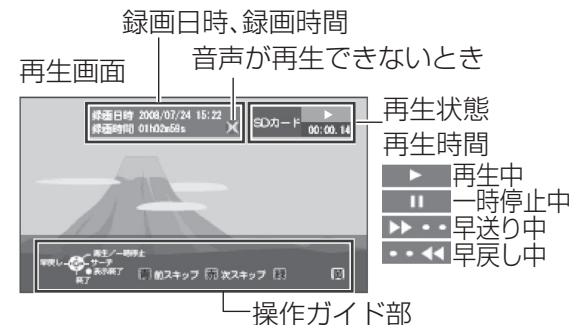 録画日時、録画時間
音声が再生できないとき
再生画面
録画日時 2008/07/24 15:22
録画時間 01h02m58s
SDカード
00:00.14
再生状態
再生時間
再生中
一時停止中
早送り中
早戻し中
再生/一時停止
早戻し
サーチ
表示終了
終了
青 前スキップ 赤 次スキップ 緑
操作ガイド部